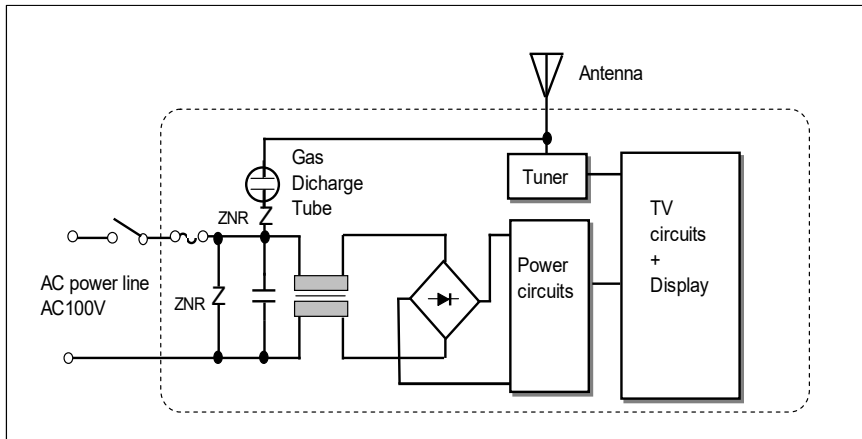 Antenna
Gas
Dicharge
Tube
Tuner
ZNR
TV
circuits
+
Display
Power
circuits
AC power line
AC100V
ZNR